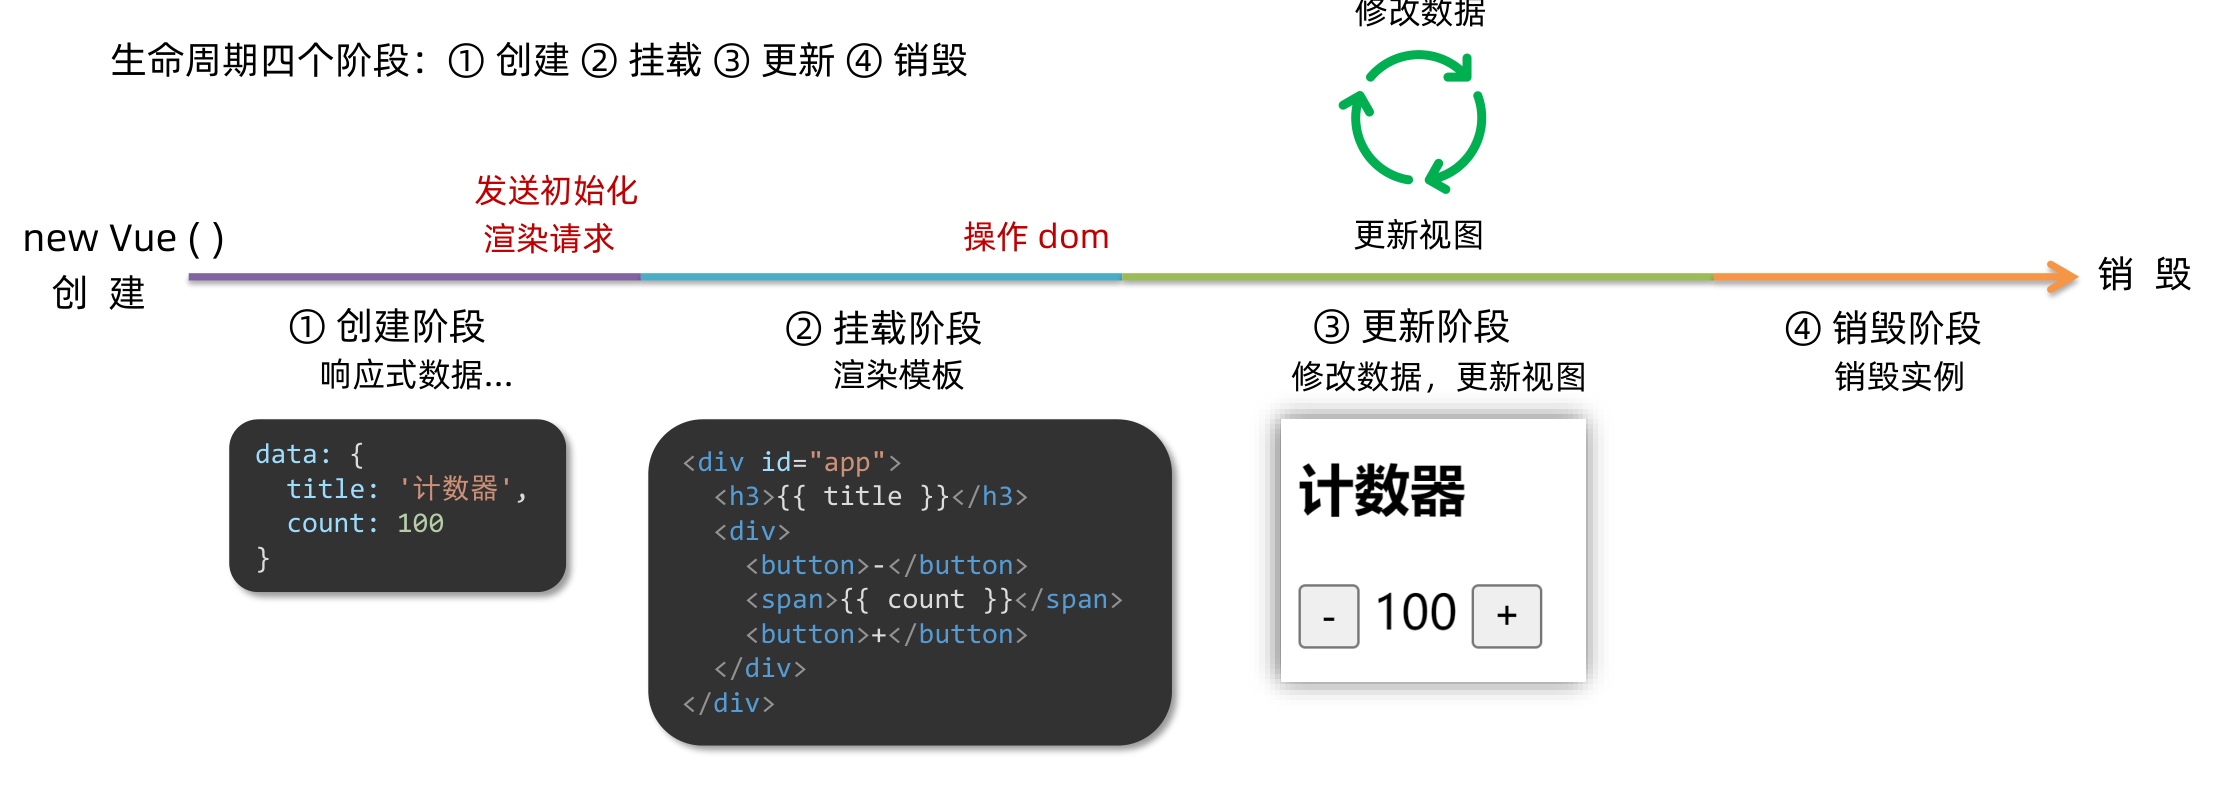 修改数据
生命周期四个阶段：① 创建 ② 挂载 ③ 更新 ④ 销毁
发送初始化
渲染请求
操作 dom
更新视图
new Vue ( )
创 建
销 毁
① 创建阶段
响应式数据...
② 挂载阶段
渲染模板
③ 更新阶段
修改数据，更新视图
④ 销毁阶段
销毁实例
data: {
  title: '计数器',
  count: 100
}
<div id="app">
  <h3>{{ title }}</h3>
  <div>
    <button>-</button>
    <span>{{ count }}</span>
    <button>+</button>
  </div>
</div>
计数器
- 100 +